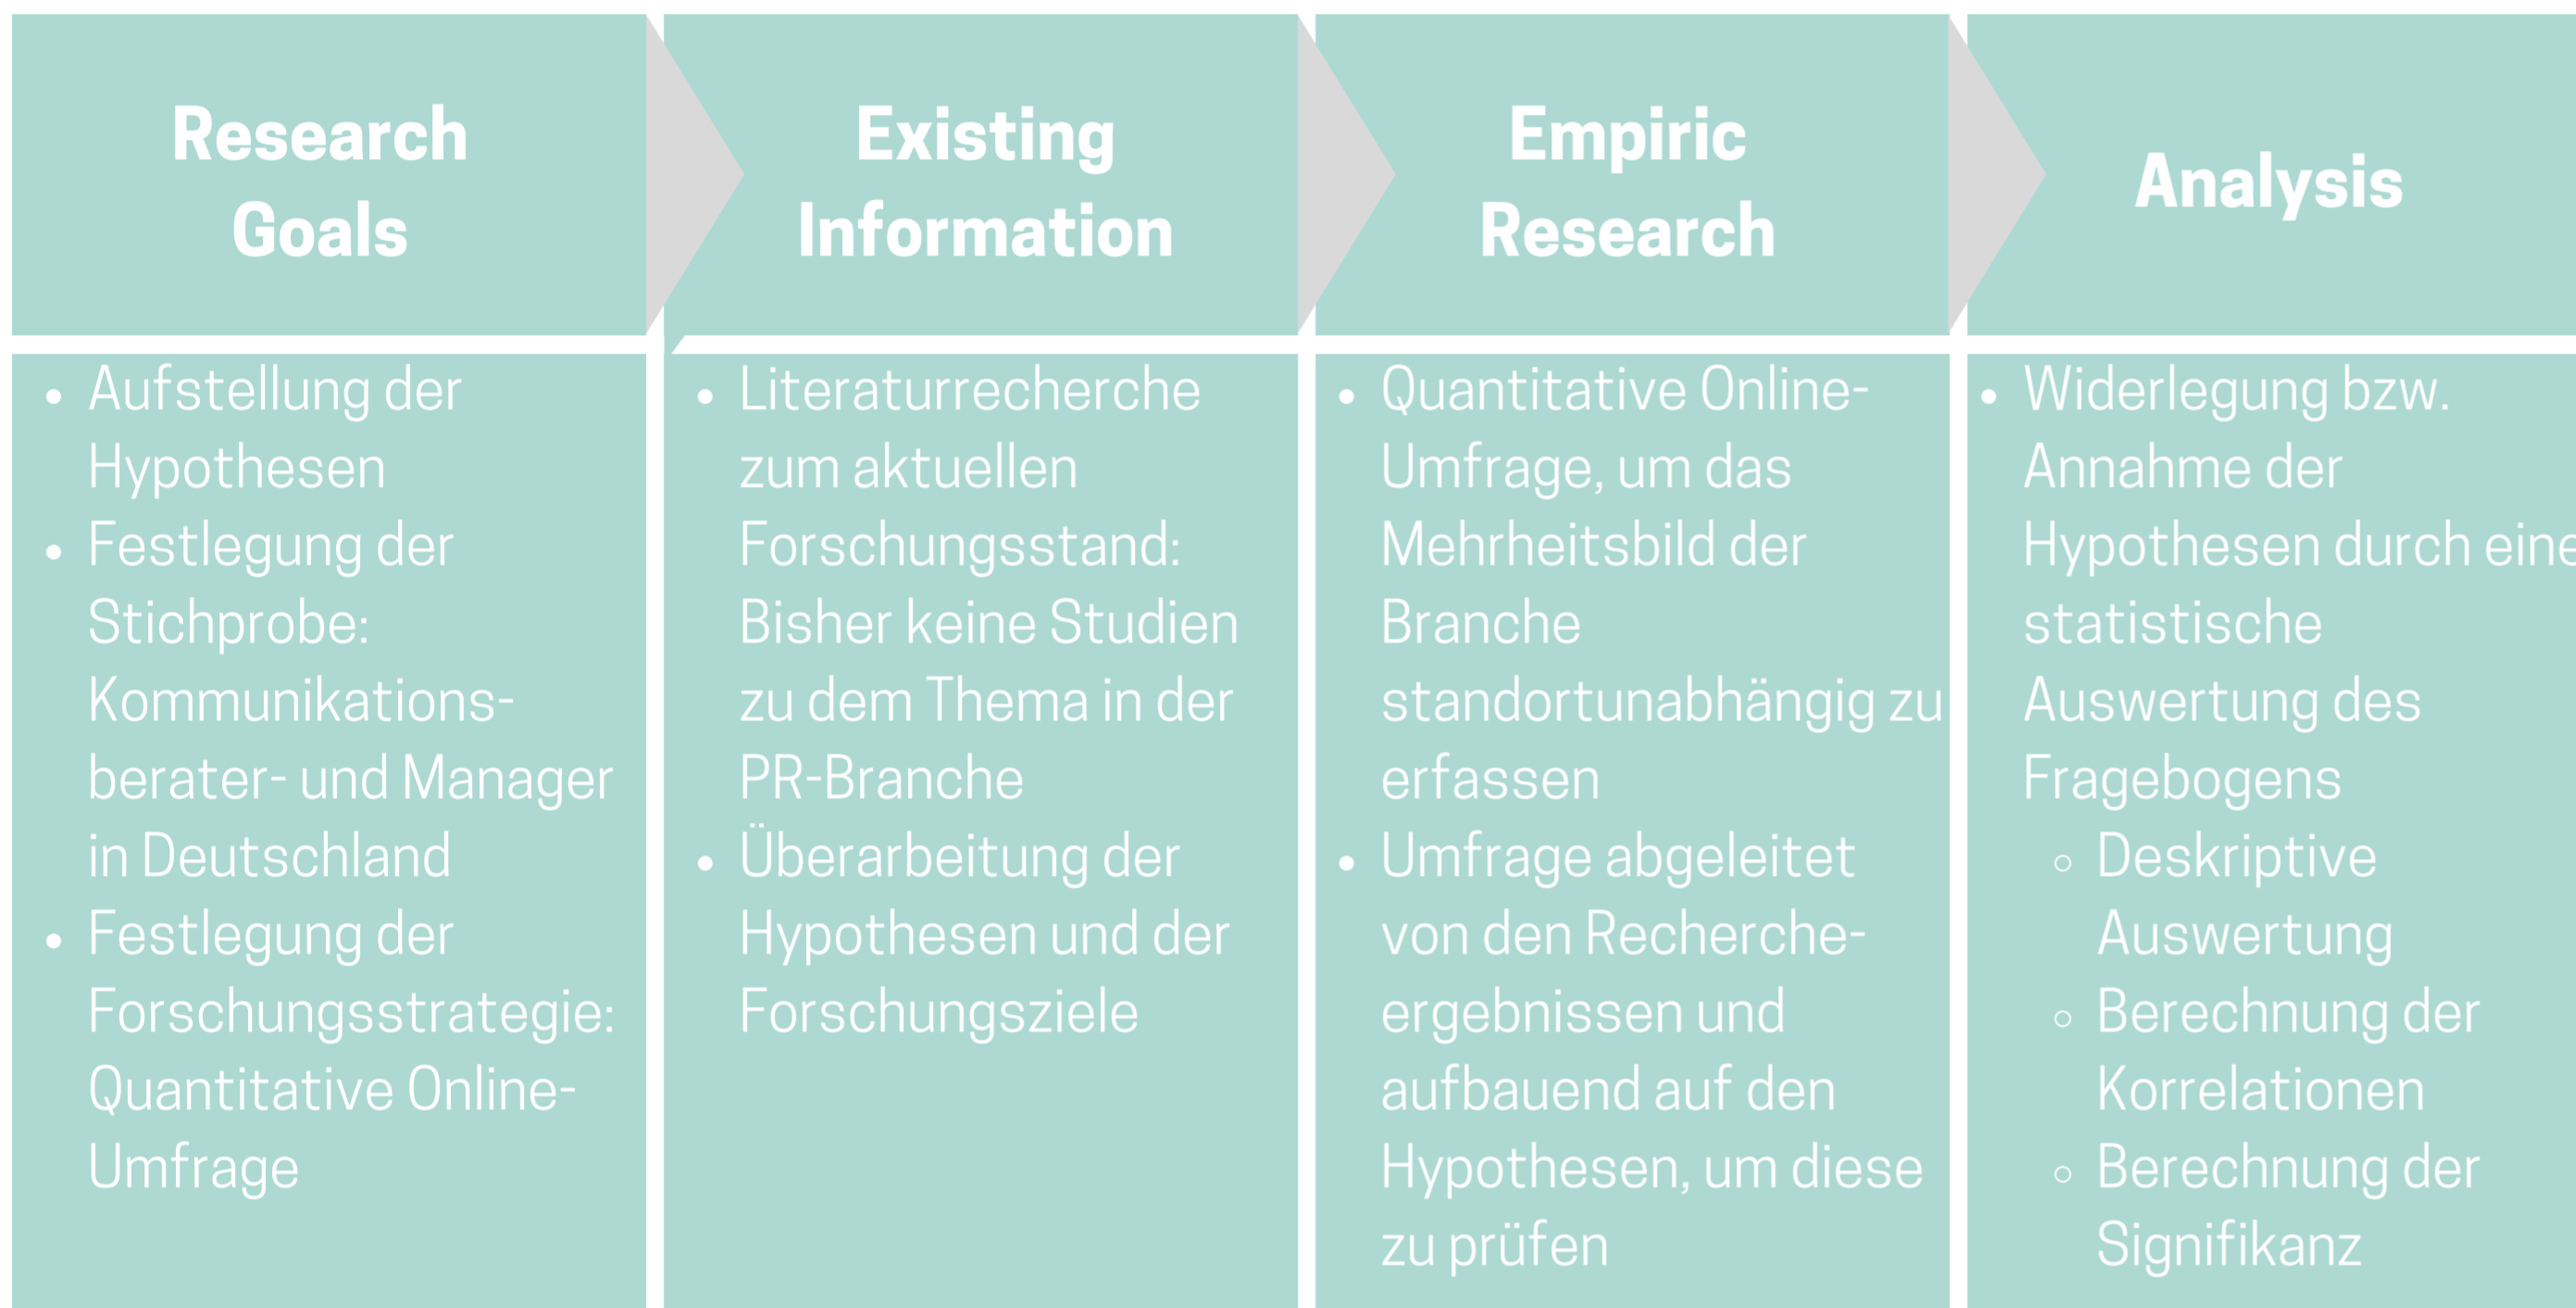 Research
Goals
Existing
Information
Empiric
Research
Analysis
• Aufstellung der
Hypothesen
• Festlegung der
Stichprobe:
Kommunikations-
berater- und Manager
in Deutschland
• Festlegung der
Forschungsstrategie:
Quantitative Online-
Umfrage
• Literaturrecherche
zum aktuellen
Forschungsstand:
Bisher keine Studien
zu dem Thema in der
PR-Branche
• Überarbeitung der
Hypothesen und der
Forschungsziele
• Quantitative Online-
Umfrage, um das
Mehrheitsbild der
Branche
standortunabhängig zu
erfassen
• Umfrage abgeleitet
von den Recherche-
ergebnissen und
aufbauend auf den
Hypothesen, um diese
zu prüfen
• Widerlegung bzw.
Annahme der
Hypothesen durch eine
statistische
Auswertung des
Fragebogens
◦ Deskriptive
Auswertung
◦ Berechnung der
Korrelationen
◦ Berechnung der
Signifikanz